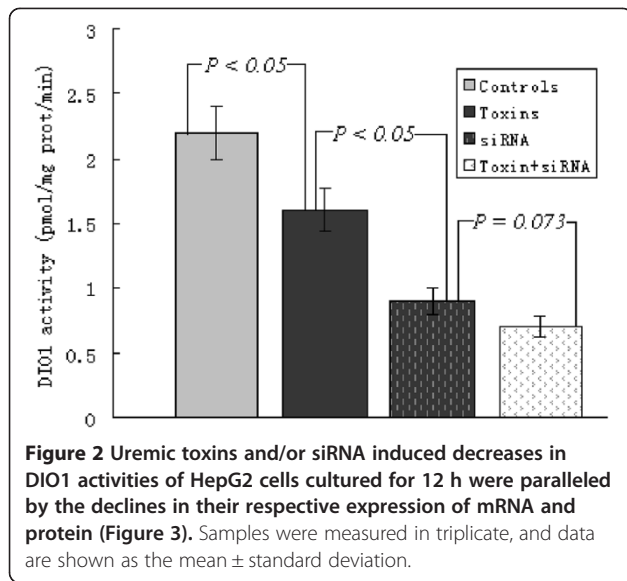 3
2.5
2
1.5
1
0.5
0
DIO1 activity (pmol/mg prot/min)
P < 0.05
P < 0.05
P = 0.073
Controls
Toxins
siRNA
Toxin+siRNA
Figure 2 Uremic toxins and/or siRNA induced decreases in
DIO1 activities of HepG2 cells cultured for 12 h were paralleled
by the declines in their respective expression of mRNA and
protein (Figure 3). Samples were measured in triplicate, and data
are shown as the mean ± standard deviation.